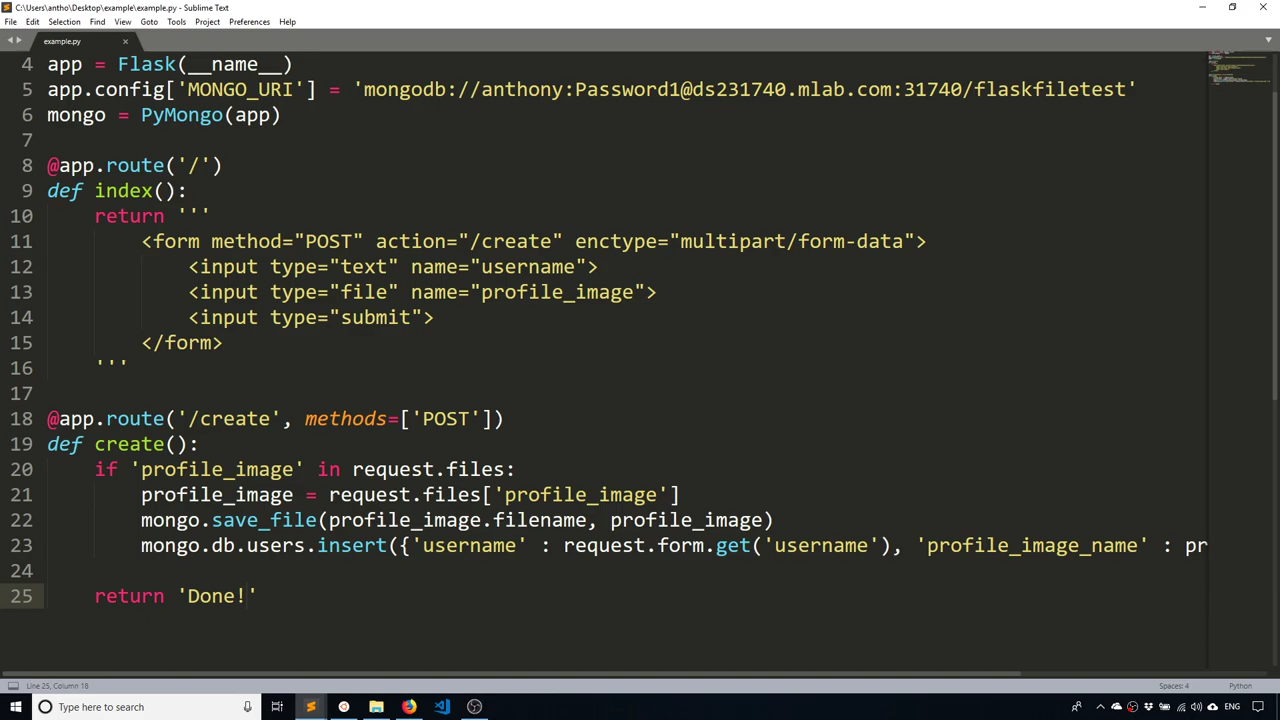 C:\Users\antho\Desktop\example\example.py - Sublime Text
File Edit Selection Find View Goto Tools Project Preferences Help
example.py
4 app = Flask(__name__)
5 app.config['MONGO_URI'] = 'mongodb://anthony:Password1@ds231740.mlab.com:31740/flaskfiletest'
6 mongo = PyMongo(app)
7
8 @app.route('/')
9 def index():
10     return '''
11         <form method="POST" action="/create" enctype="multipart/form-data">
12             <input type="text" name="username">
13             <input type="file" name="profile_image">
14             <input type="submit">
15         </form>
16     '''
17
18 @app.route('/create', methods=['POST'])
19 def create():
20     if 'profile_image' in request.files:
21         profile_image = request.files['profile_image']
22         mongo.save_file(profile_image.filename, profile_image)
23         mongo.db.users.insert({'username' : request.form.get('username'), 'profile_image_name' : pr
24
25     return 'Done!'
Line 25, Column 18
Spaces: 4
Python
Type here to search
ENG